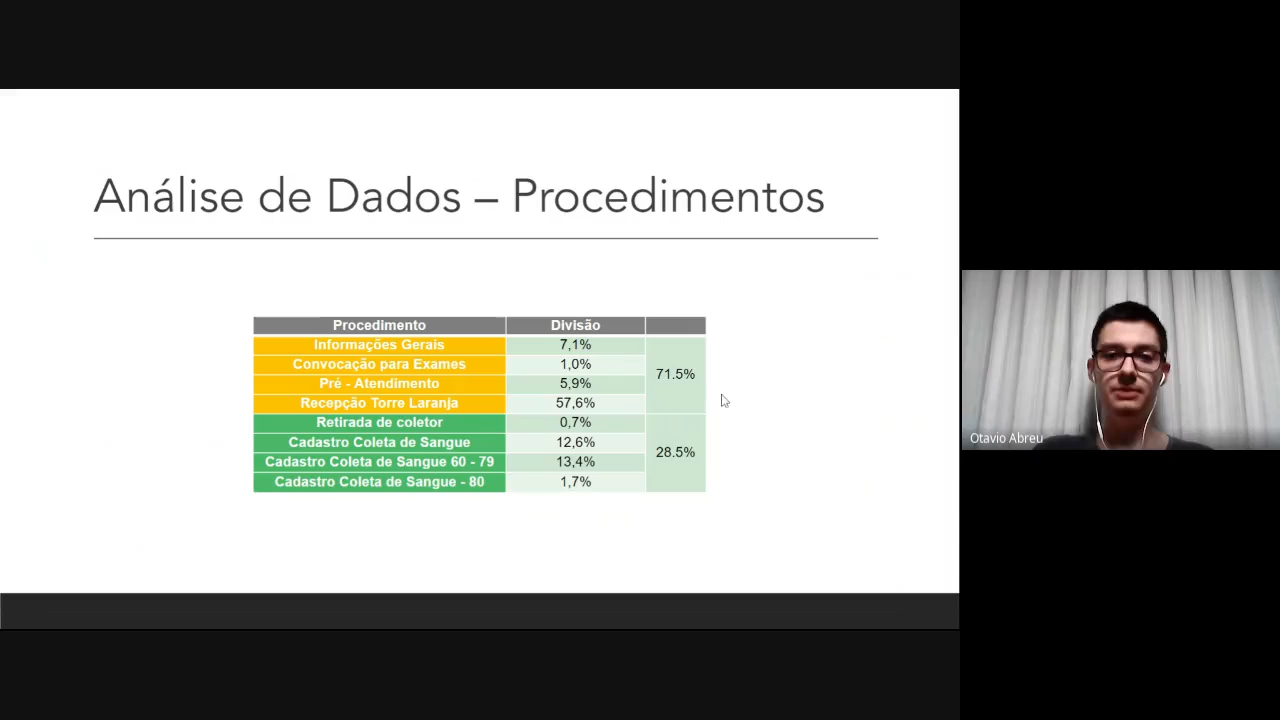 Análise de Dados – Procedimentos
Procedimento Divisão
Informações Gerais 7,1%
Convocação para Exames 1,0%
71.5%
Pré - Atendimento 5,9%
Recepção Torre Laranja 57,6%
Retirada de coletor 0,7%
Cadastro Coleta de Sangue 12,6%
28.5%
Cadastro Coleta de Sangue 60 - 79 13,4%
Cadastro Coleta de Sangue - 80 1,7%
Otavio Abreu